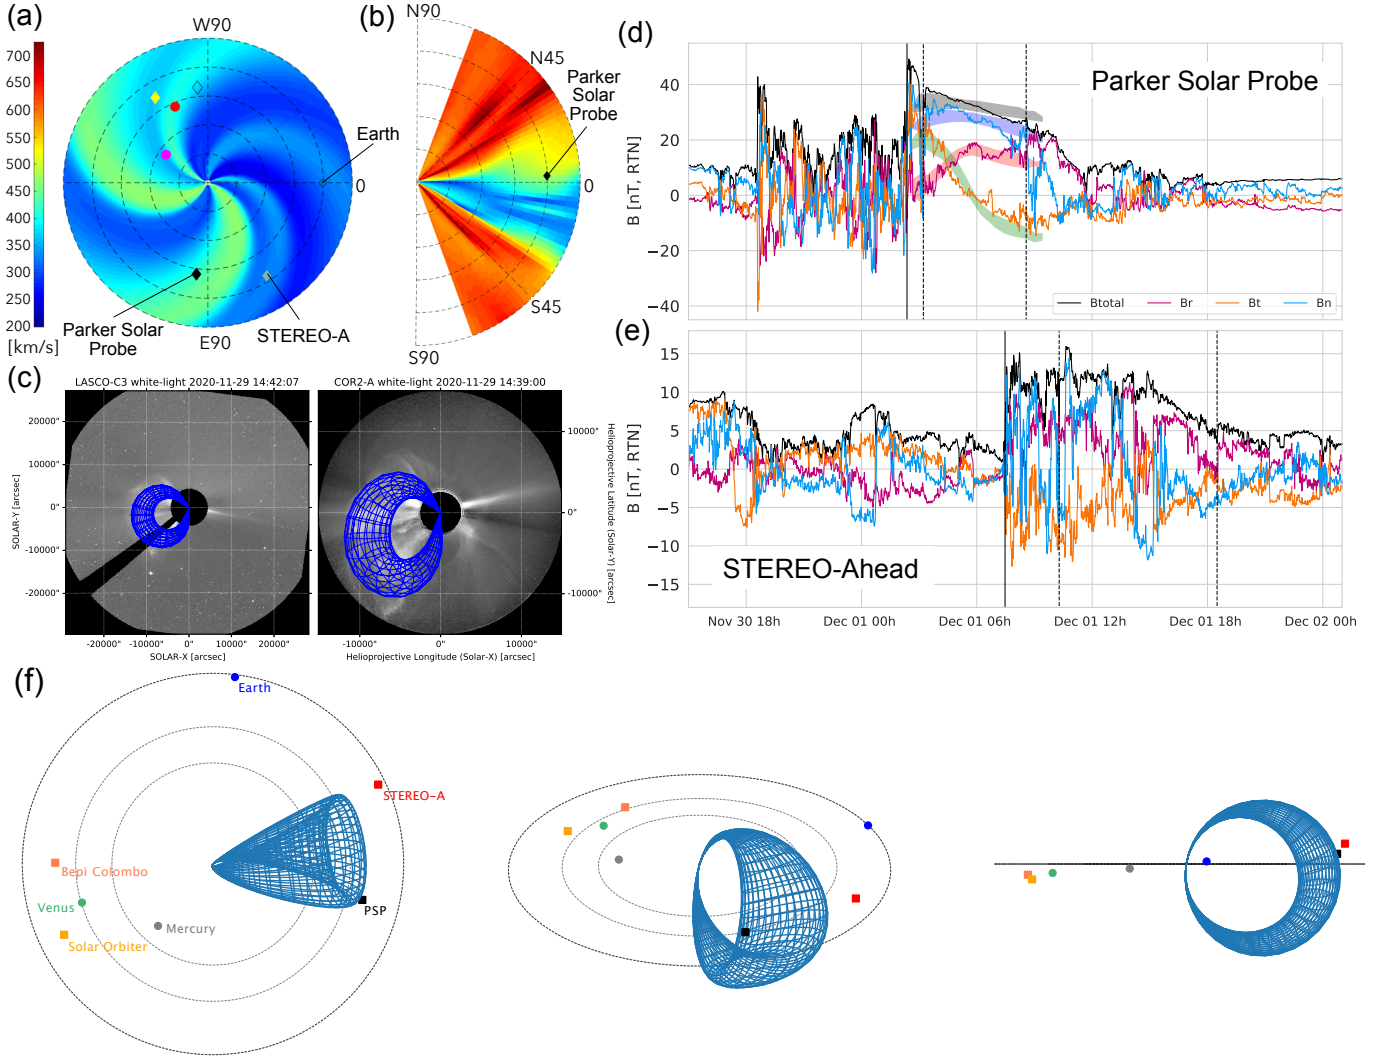 (a)
W90
700
650
600
550
500
450
400
350
300
250
200
[km/s]
Earth
0
Parker Solar
Probe
E90
STEREO-A
(b)
N90
N45
Parker
Solar
Probe
0
S45
S90
(c)
LASCO-C3 white-light 2020-11-29 14:42:07
20000"
10000"
0"
-10000"
-20000"
SOLAR-Y [arcsec]
-20000"
-10000"
0"
10000"
20000"
SOLAR-X [arcsec]
COR2-A white-light 2020-11-29 14:39:00
10000"
0"
-10000"
Helioprojective Latitude (Solar-Y) [arcsec]
-10000"
0"
10000"
Helioprojective Longitude (Solar-X) [arcsec]
(d)
Parker Solar Probe
40
20
0
−20
−40
B [nT, RTN]
Btotal
Br
Bt
Bn
(e)
STEREO-Ahead
15
10
5
0
−5
−10
−15
B [nT, RTN]
Nov 30 18h
Dec 01 00h
Dec 01 06h
Dec 01 12h
Dec 01 18h
Dec 02 00h
(f)
Earth
STEREO-A
Bepi Colombo
Venus
Mercury
PSP
Solar Orbiter